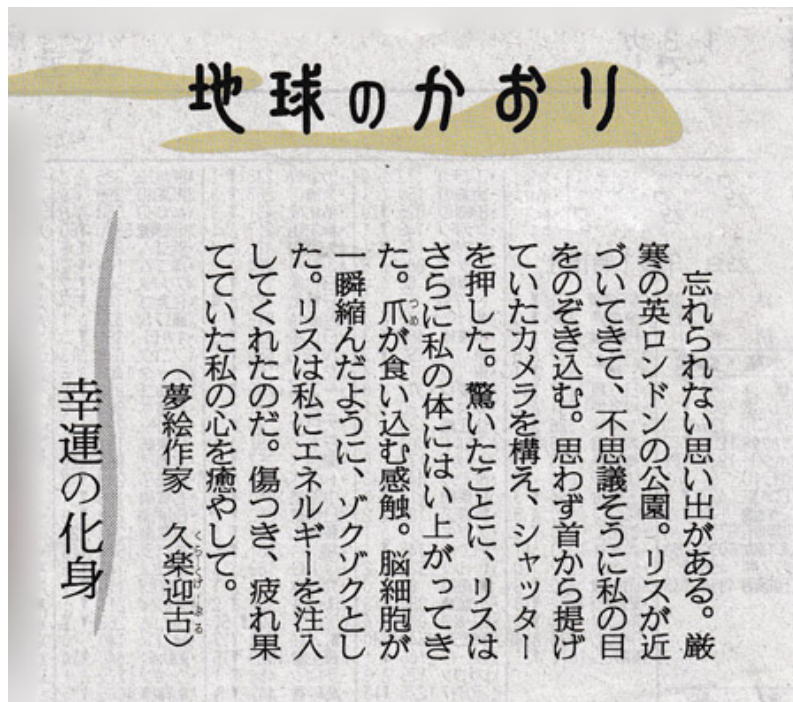 地球のかおり
忘れられない思い出がある。厳
寒の英ロンドンの公園。リスが近
づいてきて、不思議そうに私の目
をのぞき込む。思わず首から提げ
ていたカメラを構え、シャッター
を押した。驚いたことに、リスは
さらに私の体にはい上がってき
た。爪が食い込む感触。脳細胞が
一瞬縮んだように、ゾクゾクとし
た。リスは私にエネルギーを注入
してくれたのだ。傷つき、疲れ果
てていた私の心を癒やして。
（夢絵作家　久楽迎古）
幸運の化身